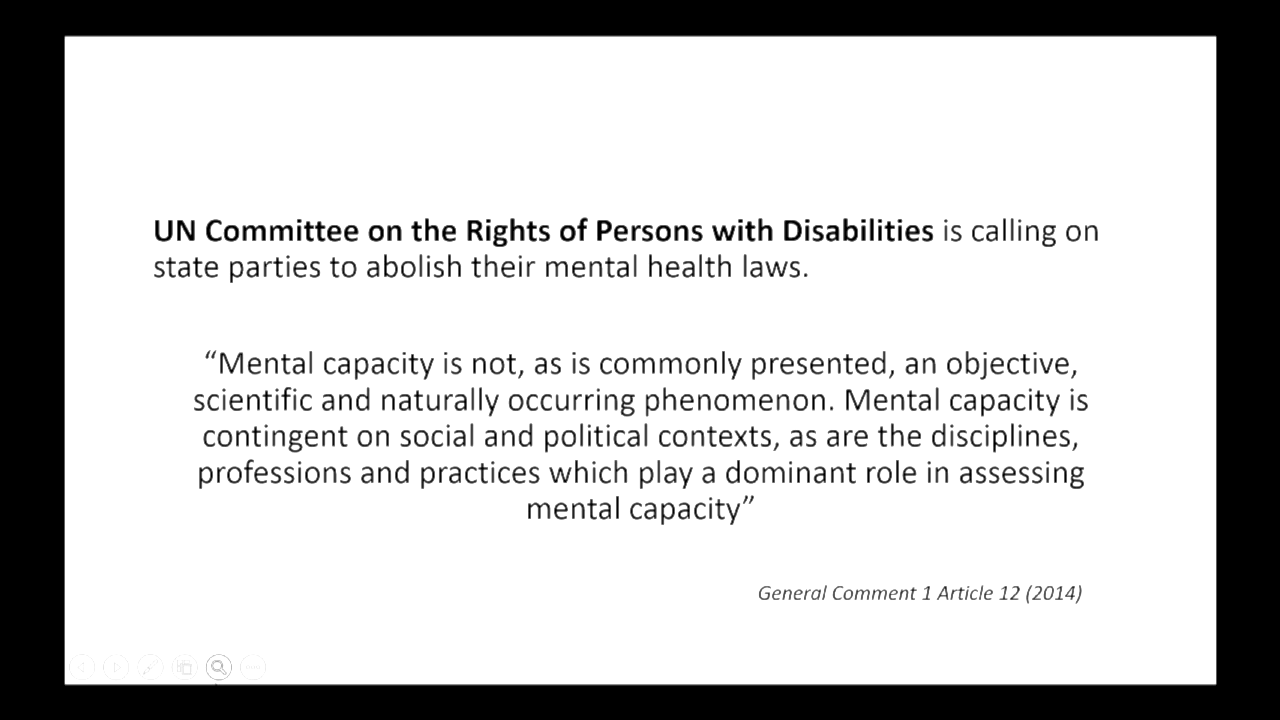 UN Committee on the Rights of Persons with Disabilities is calling on
state parties to abolish their mental health laws.
“Mental capacity is not, as is commonly presented, an objective,
scientific and naturally occurring phenomenon. Mental capacity is
contingent on social and political contexts, as are the disciplines,
professions and practices which play a dominant role in assessing
mental capacity”
General Comment 1 Article 12 (2014)